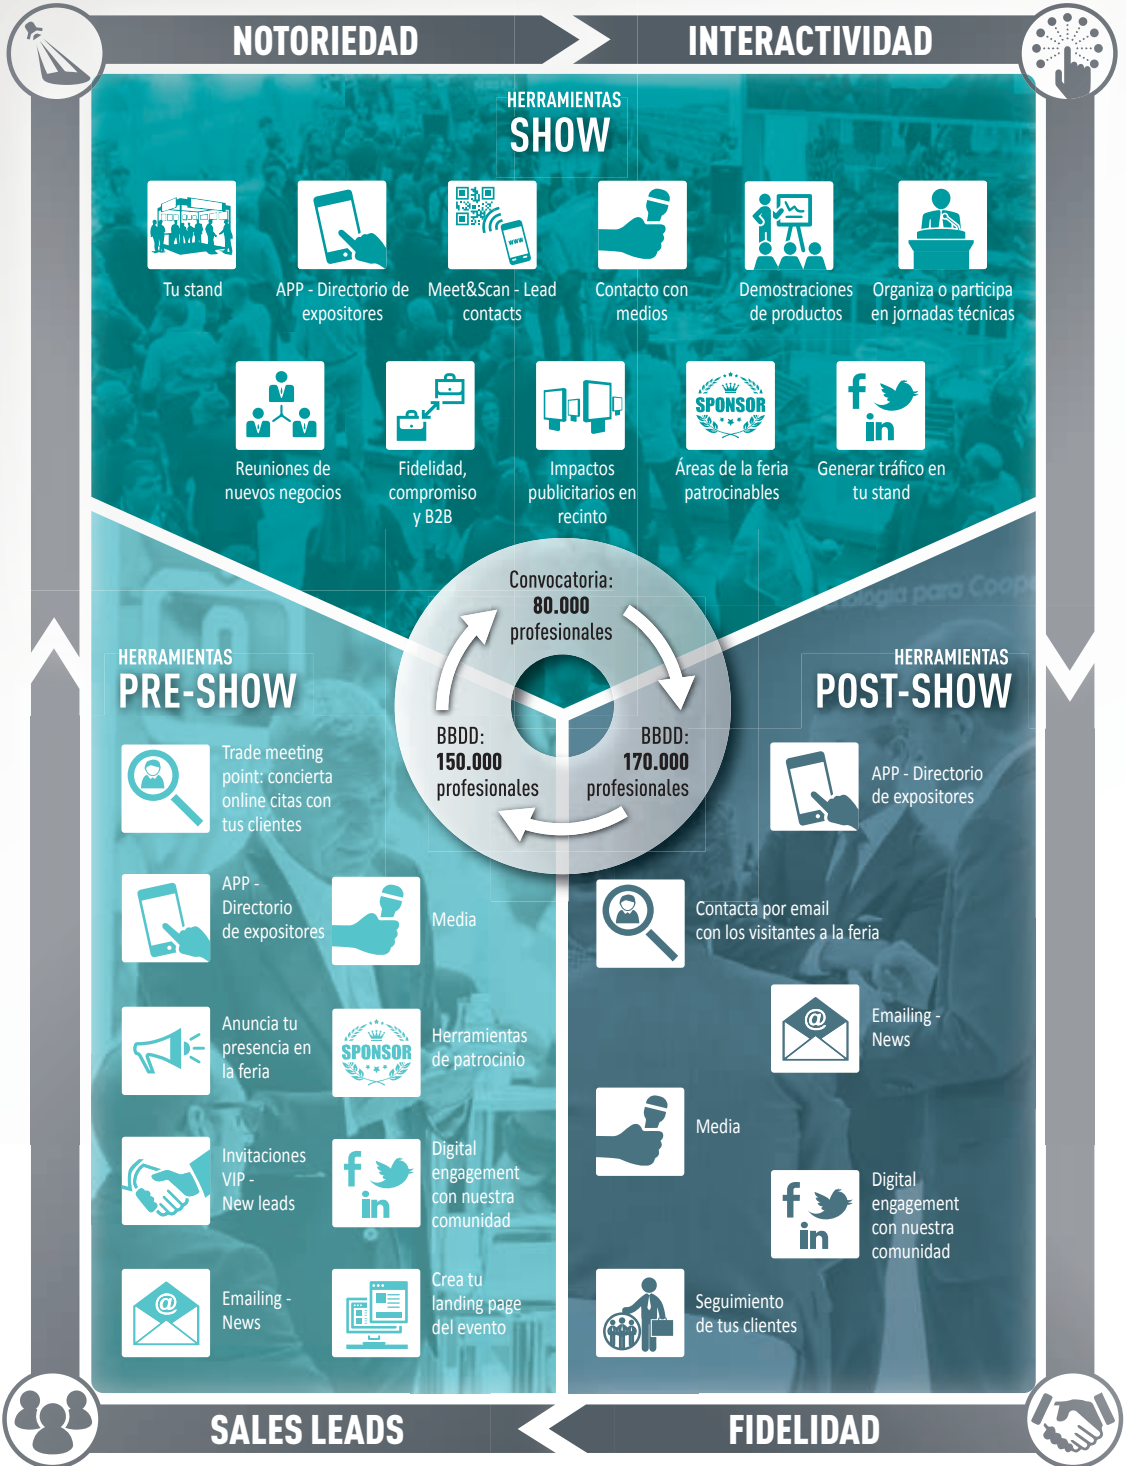 NOTORIEDAD
INTERACTIVIDAD
HERRAMIENTAS
SHOW
www
Tu stand
APP - Directorio de
expositores
Meet&Scan - Lead
contacts
Contacto con
medios
Demostraciones
de productos
Organiza o participa
en jornadas técnicas
SPONSOR
f
in
Reuniones de
nuevos negocios
Fidelidad,
compromiso
y B2B
Impactos
publicitarios en
recinto
Áreas de la feria
patrocinables
Generar tráfico en
tu stand
Convocatoria:
80.000
profesionales
BBDD:
150.000
profesionales
BBDD:
170.000
profesionales
HERRAMIENTAS
PRE-SHOW
Trade meeting
point: concierta
online citas con
tus clientes
APP -
Directorio
de expositores
Media
Anuncia tu
presencia en
la feria
SPONSOR
Herramientas
de patrocinio
Invitaciones
VIP -
New leads
f
in
Digital
engagement
con nuestra
comunidad
@
Emailing -
News
Crea tu
landing page
del evento
nología para Coope
HERRAMIENTAS
POST-SHOW
APP - Directorio
de expositores
Contacta por email
con los visitantes a la feria
@
Emailing -
News
Media
f
in
Digital
engagement
con nuestra
comunidad
Seguimiento
de tus clientes
SALES LEADS
FIDELIDAD